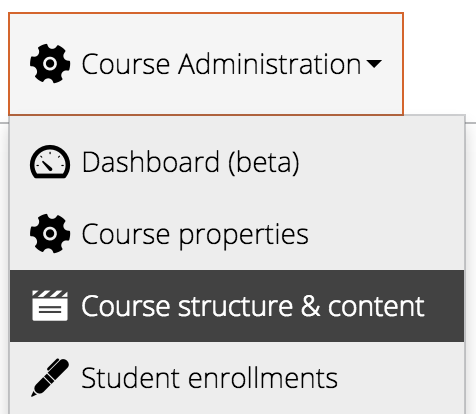 Course Administration
Dashboard (beta)
Course properties
Course structure & content
Student enrollments